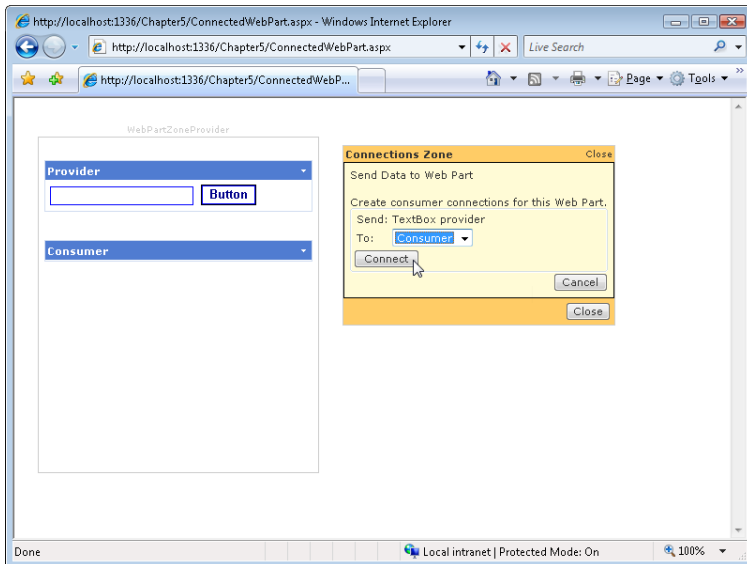 http://localhost:1336/Chapter5/ConnectedWebPart.aspx - Windows Internet Explorer
http://localhost:1336/Chapter5/ConnectedWebPart.aspx
Live Search
http://localhost:1336/Chapter5/ConnectedWebP...
Page
Tools
WebPartZoneProvider
Provider
Button
Consumer
Connections Zone
Close
Send Data to Web Part
Create consumer connections for this Web Part.
Send: TextBox provider
To: Consumer
Connect
Cancel
Close
Done
Local intranet | Protected Mode: On
100%